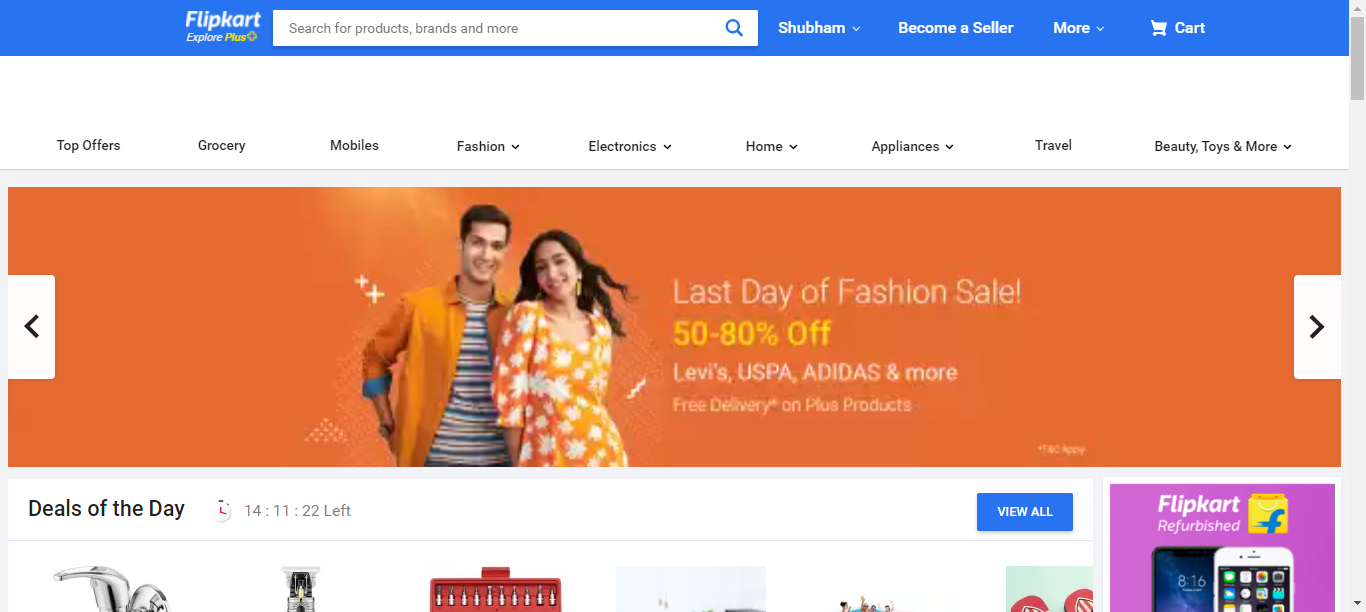 Flipkart
Explore Plus
Search for products, brands and more
Shubham
Become a Seller
More
Cart
Top Offers
Grocery
Mobiles
Fashion
Electronics
Home
Appliances
Travel
Beauty, Toys & More
Last Day of Fashion Sale!
50-80% Off
Levi's, USPA, ADIDAS & more
Free Delivery* on Plus Products
*T&C Apply
Deals of the Day
14 : 11 : 22 Left
VIEW ALL
Flipkart
Refurbished
8:16